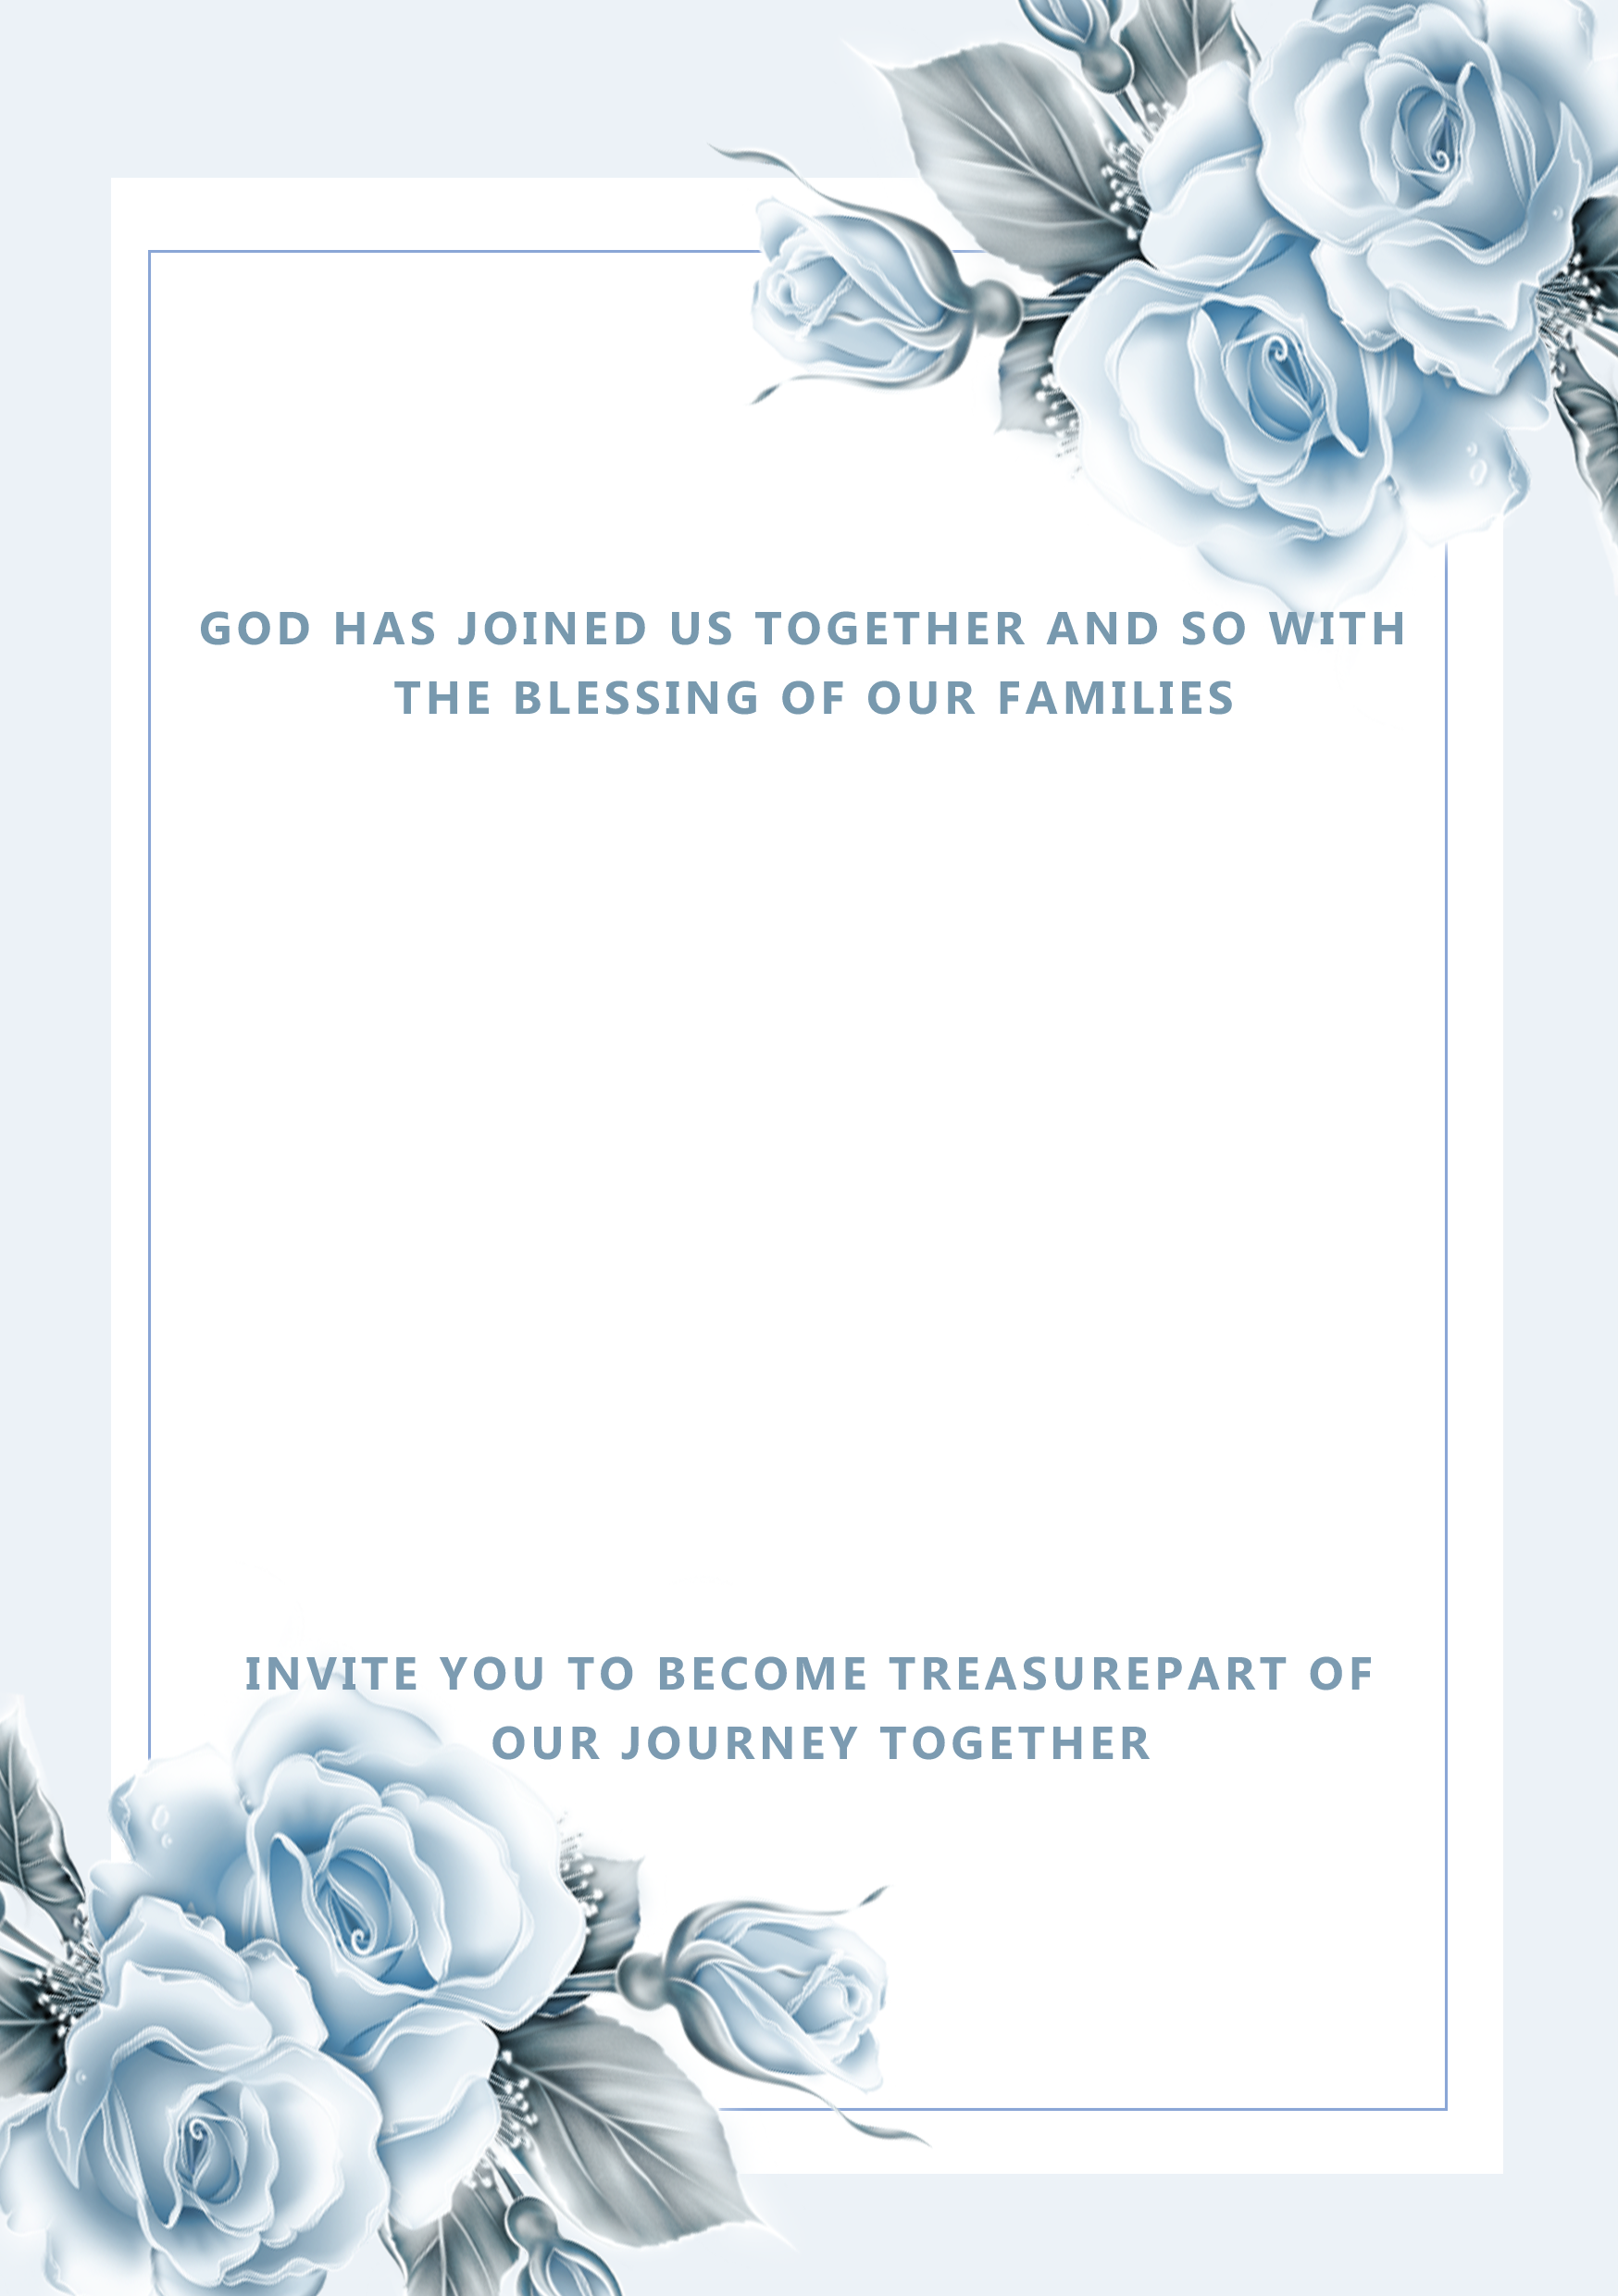 GOD HAS JOINED US TOGETHER AND SO WITH
THE BLESSING OF OUR FAMILIES
INVITE YOU TO BECOME TREASUREPART OF
OUR JOURNEY TOGETHER